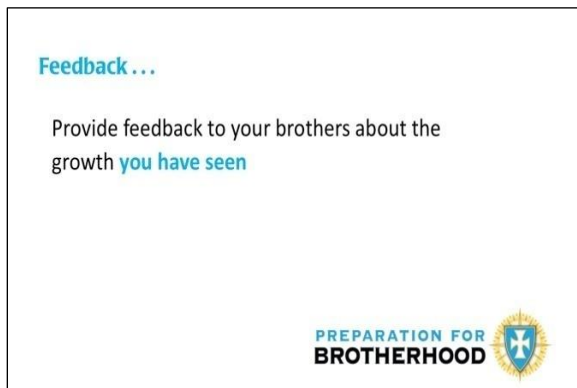 Feedback...
Provide feedback to your brothers about the
growth you have seen
PREPARATION FOR
BROTHERHOOD